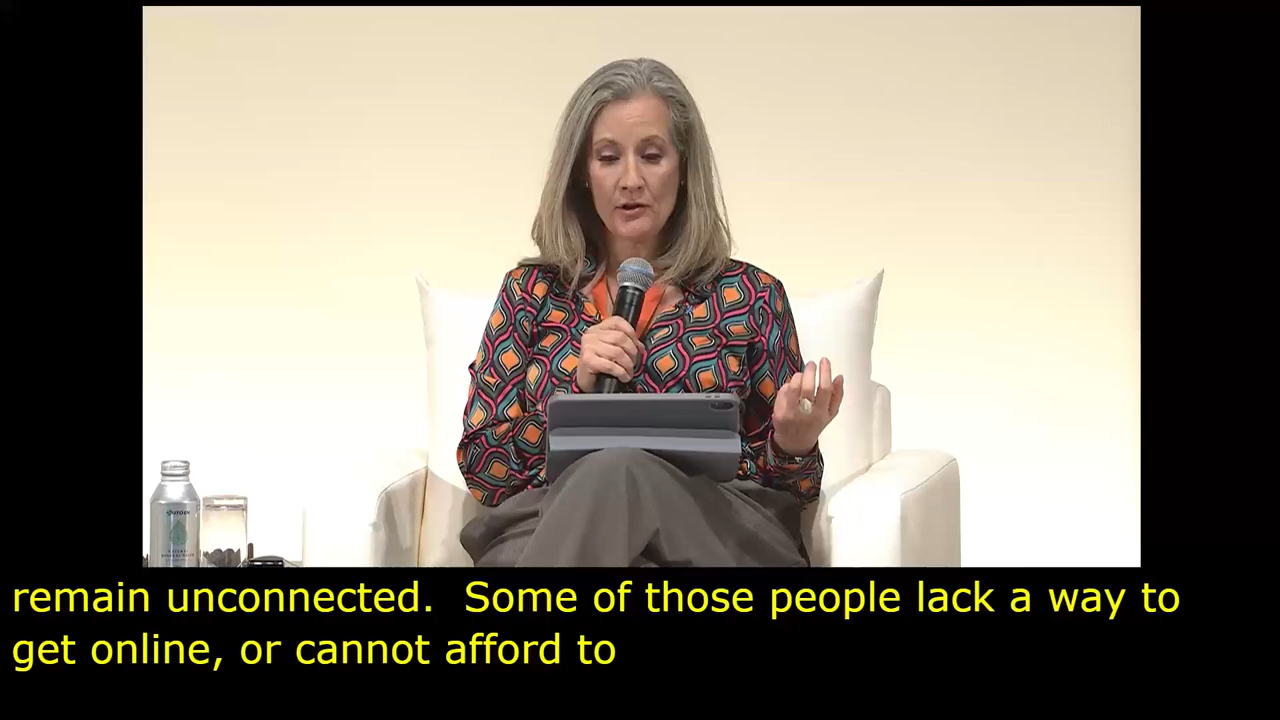 remain unconnected.  Some of those people lack a way to
get online, or cannot afford to